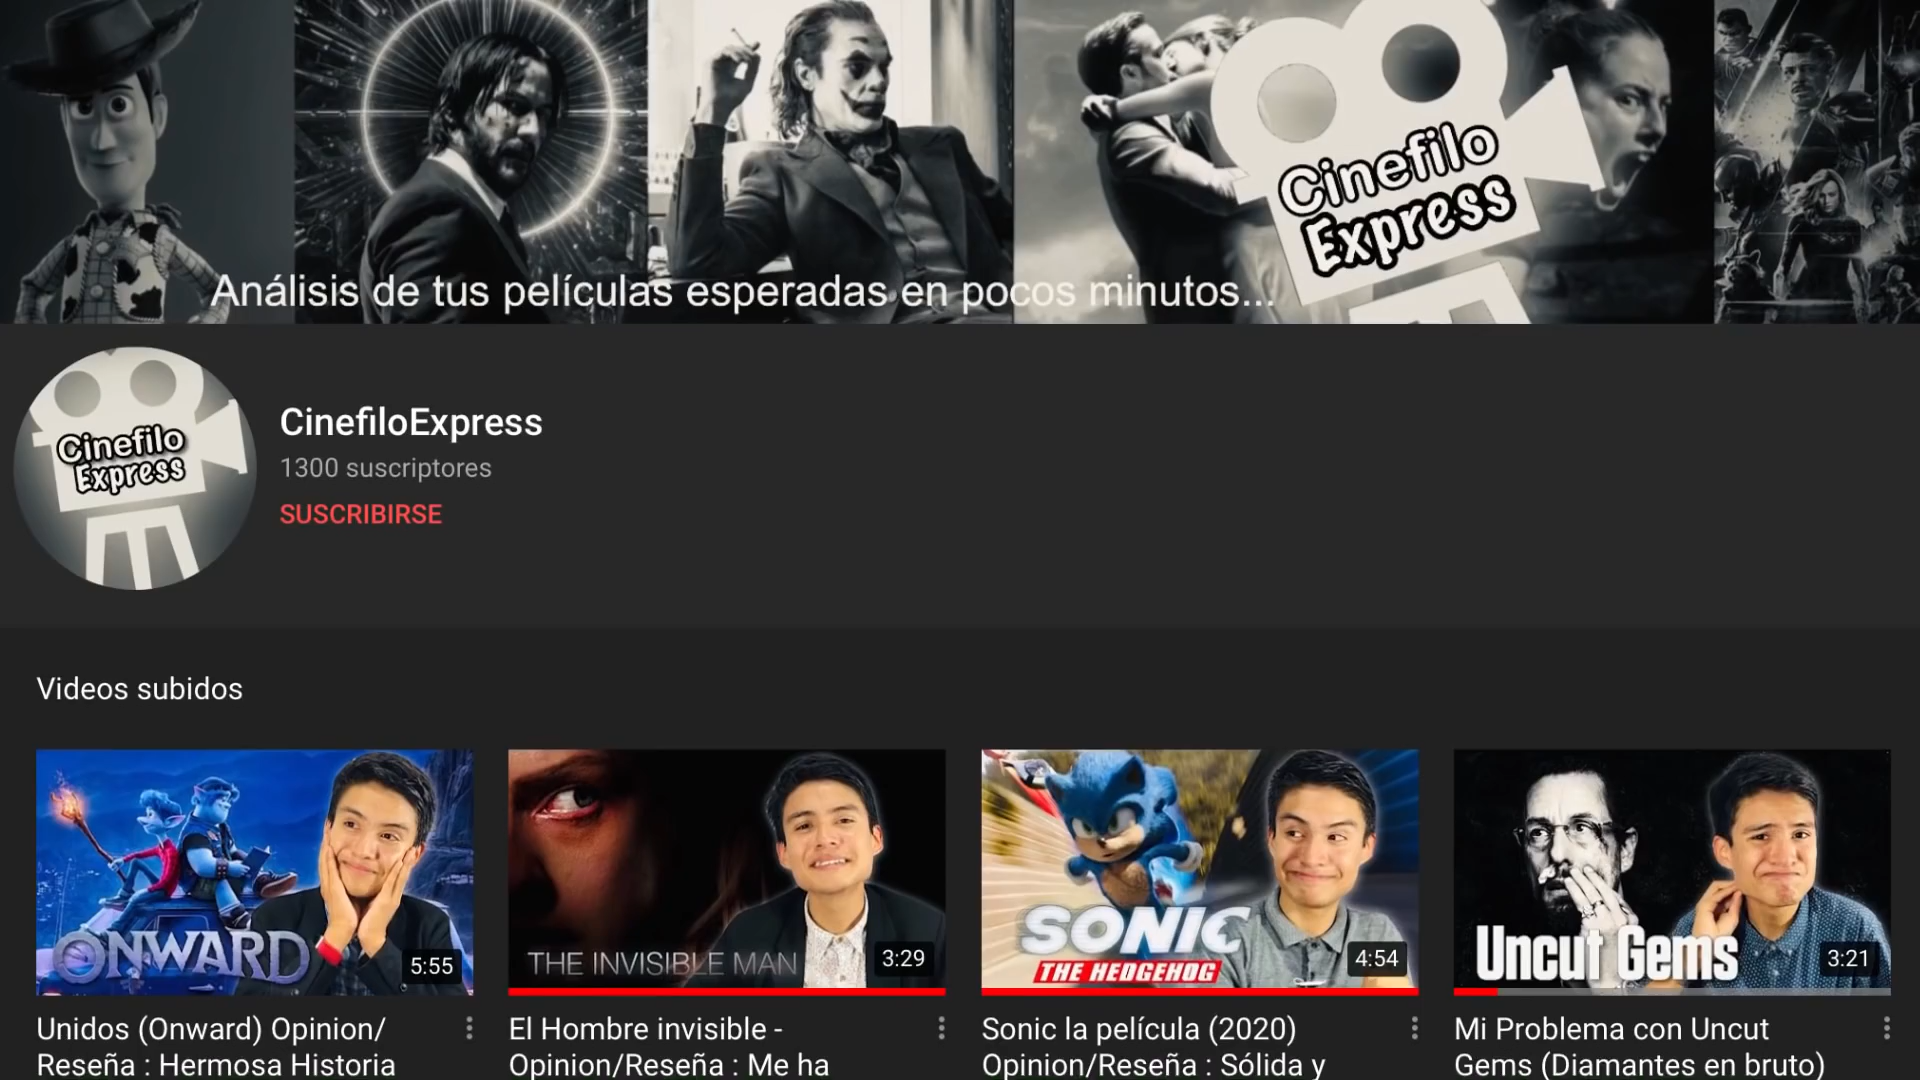 Cinefilo
Express
Análisis de tus películas esperadas en pocos minutos...
Cinefilo
Express
CinefiloExpress
1300 suscriptores
SUSCRIBIRSE
Videos subidos
ONWARD
5:55
THE INVISIBLE MAN
3:29
SONIC
THE HEDGEHOG
4:54
Uncut Gems
3:21
Unidos (Onward) Opinion/
Reseña : Hermosa Historia
El Hombre invisible -
Opinion/Reseña : Me ha
Sonic la película (2020)
Opinion/Reseña : Sólida y
Mi Problema con Uncut
Gems (Diamantes en bruto)